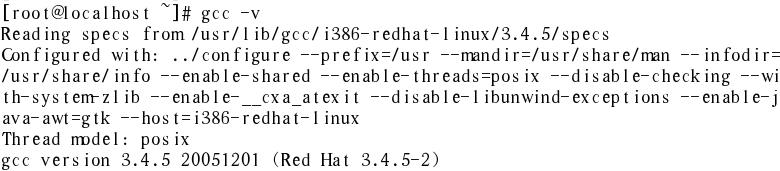 [root@localhost ~]# gcc -v
Reading specs from /usr/lib/gcc/i386-redhat-linux/3.4.5/specs
Configured with: ../configure --prefix=/usr --mandir=/usr/share/man --infodir=
/usr/share/info --enable-shared --enable-threads=posix --disable-checking --wi
th-system-zlib --enable-__cxa_atexit --disable-libunwind-exceptions --enable-j
ava-awt=gtk --host=i386-redhat-linux
Thread model: posix
gcc version 3.4.5 20051201 (Red Hat 3.4.5-2)